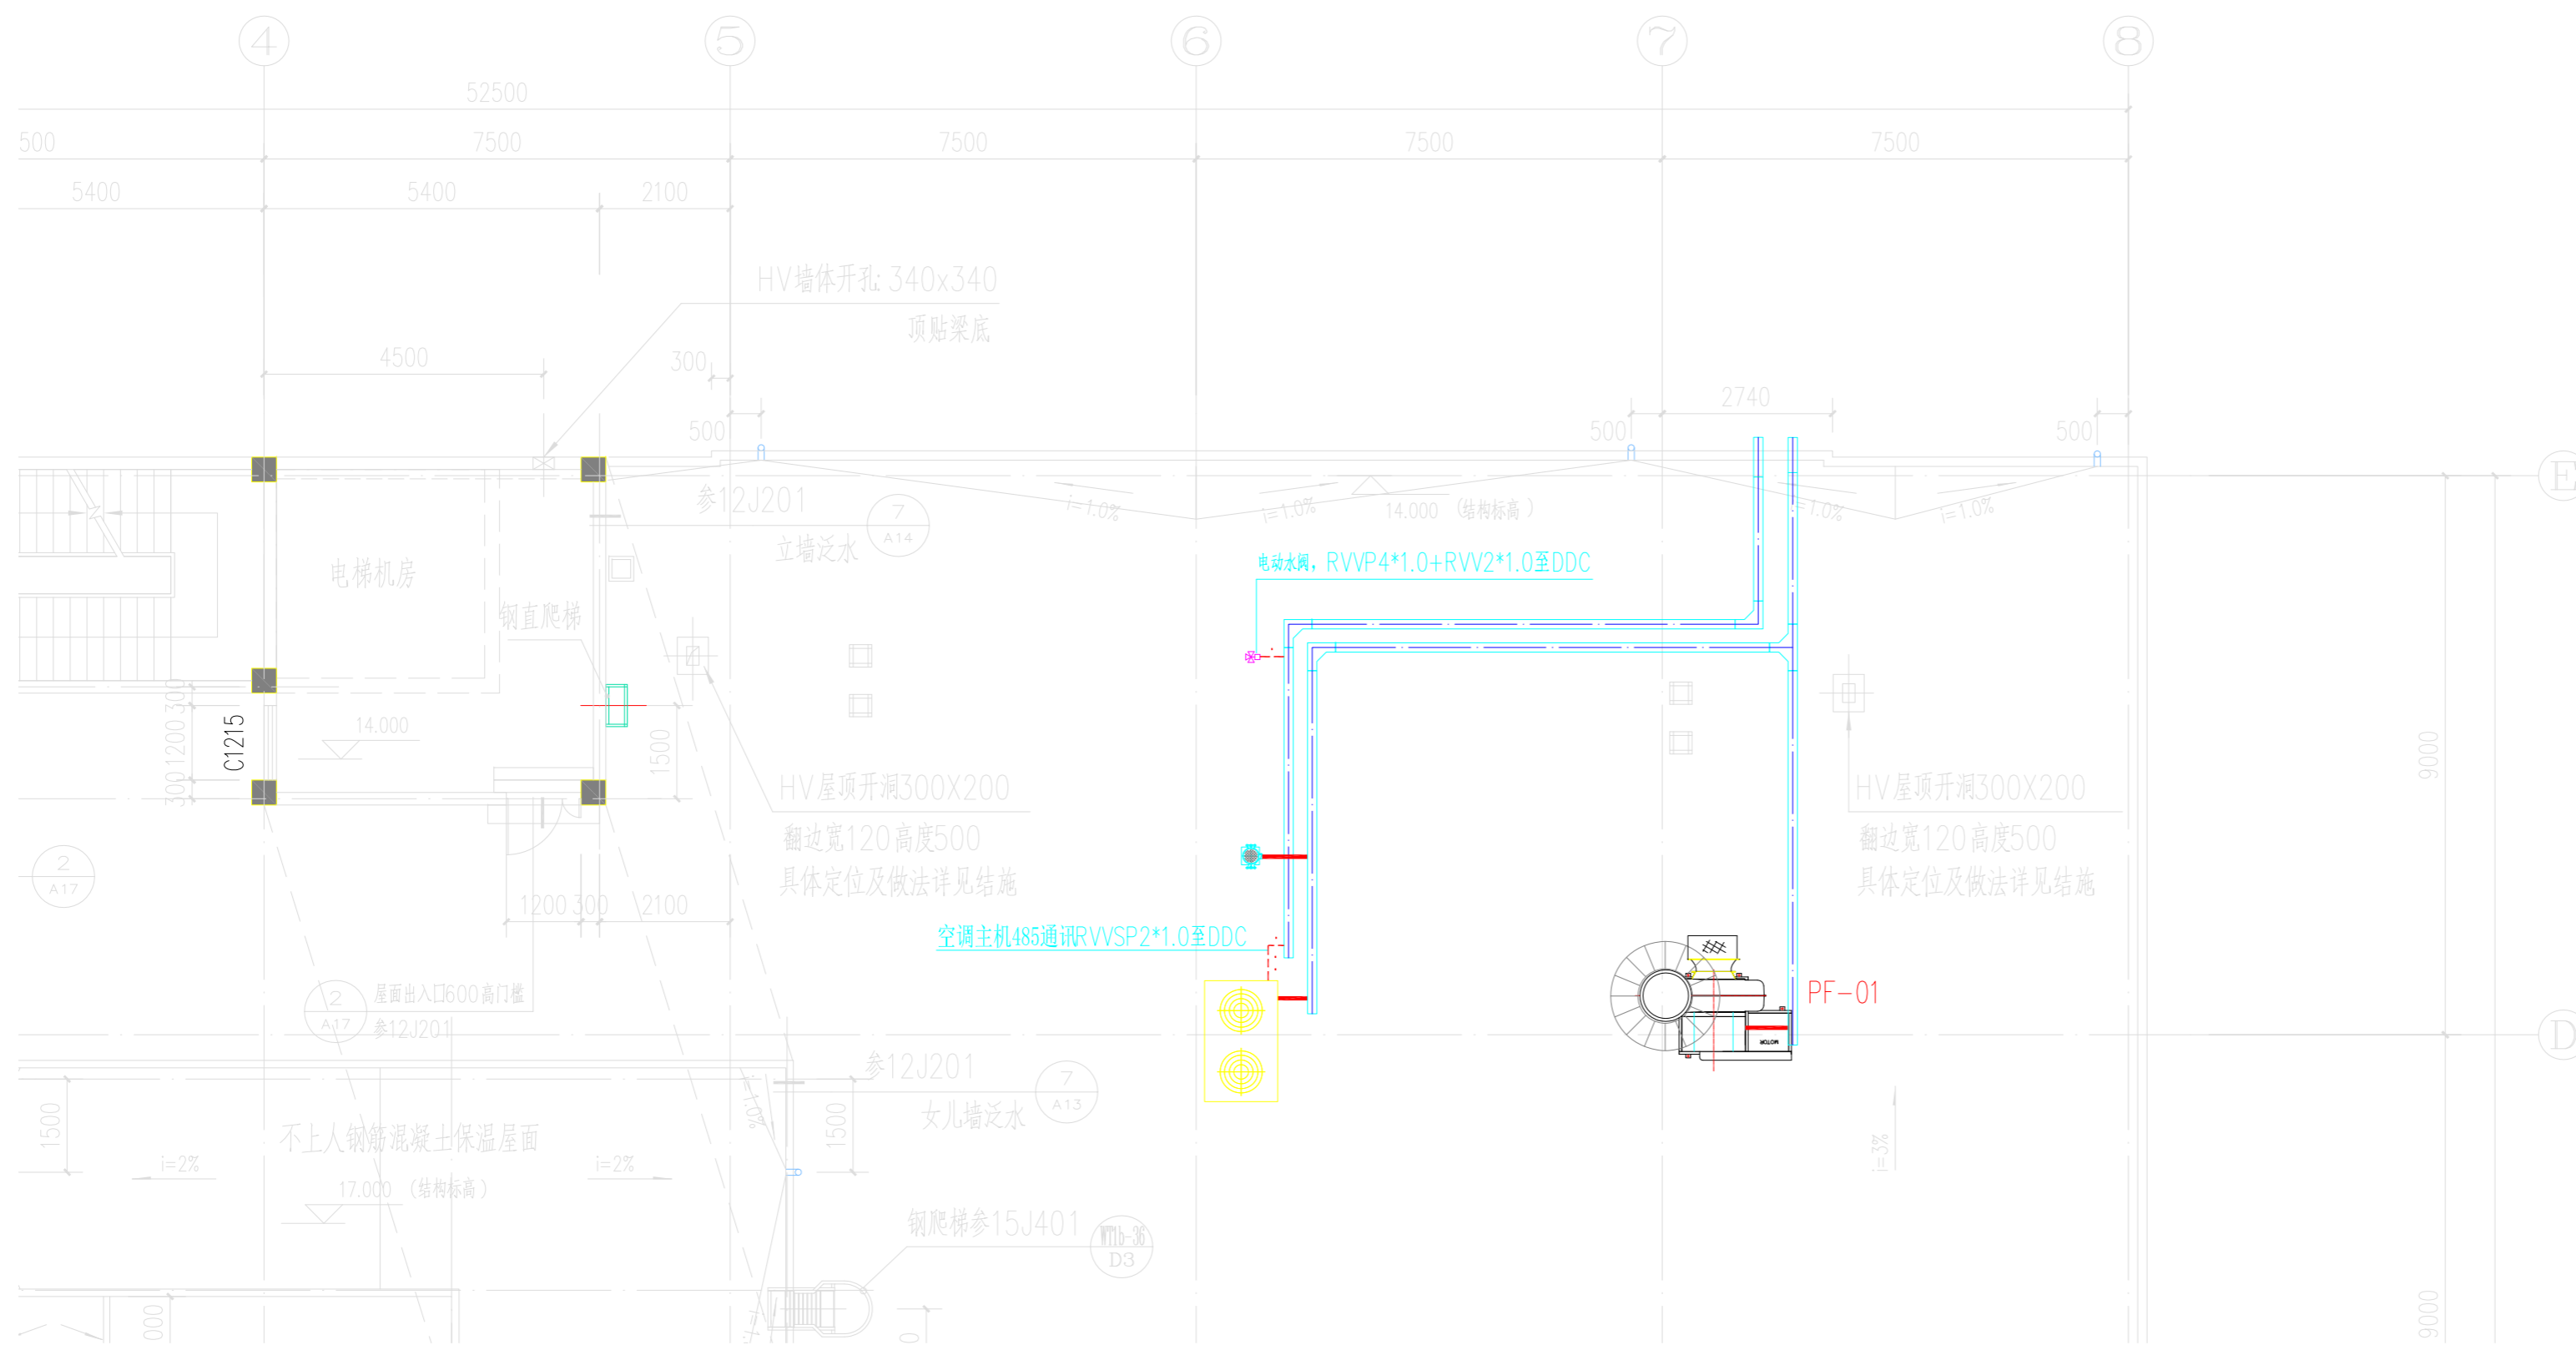 4
5
6
7
8
52500
500
7500
7500
7500
7500
5400
5400
2100
HV墙体开孔: 340x340
顶贴梁底
4500
300
2740
500
500
500
E
参12J201
7
A14
立墙泛水
i=1.0%
i=1.0%
14.000 (结构标高)
i=1.0%
i=1.0%
电梯机房
电动水阀，RVVP4*1.0+RVV2*1.0至DDC
钢直爬梯
300
1200
300
C1215
14.000
1500
9000
HV屋顶开洞300X200
翻边宽120高度500
具体定位及做法详见结施
HV屋顶开洞300X200
翻边宽120高度500
具体定位及做法详见结施
2
A17
1200
300
2100
空调主机485通讯RVVSP2*1.0至DDC
2
A17
屋面出入口600高门槛
参12J201
PF-01
MOTOR
D
参12J201
7
A13
女儿墙泛水
1500
i=1.0%
1500
不上人钢筋混凝土保温屋面
i=2%
i=2%
17.000 (结构标高)
i=3%
钢爬梯参15J401
WT1b-36
D3
9000
000
0